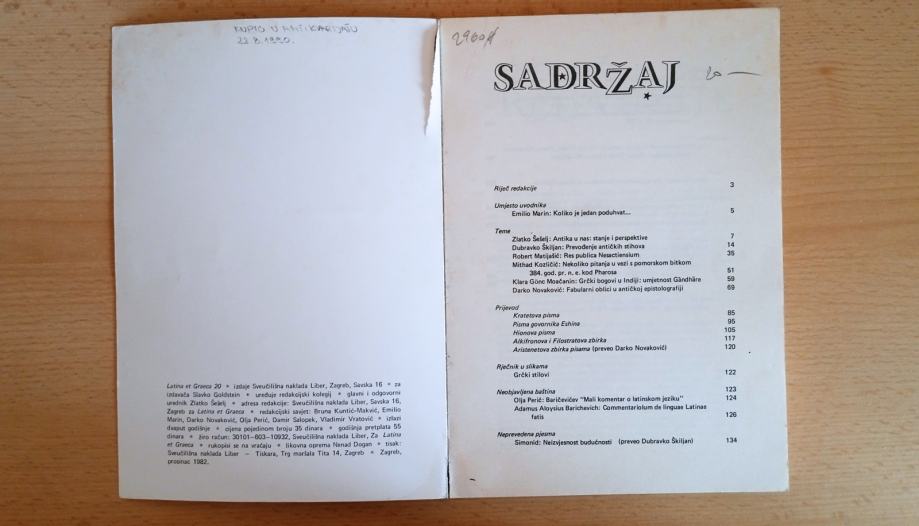 KUPIO U ANTIKARIJATU
22.8.1990.
Latina et Graeca 20 * izdaje Sveučilišna naklada Liber, Zagreb, Savska 16 * za
izdavača Slavko Goldstein * uređuje redakcijski kolegij * glavni i odgovorni
urednik Zlatko Šešelj * adresa redakcije: Sveučilišna naklada Liber, Savska 16,
Zagreb za Latina et Graeca * redakcijski savjet: Bruna Kuntić-Makvić, Emilio
Marin, Darko Novaković, Olja Perić, Damir Salopek, Vladimir Vratović * izlazi
dvaput godišnje * cijena pojedinom broju 35 dinara * godišnja pretplata 55
dinara * žiro račun: 30101-603-10932, Sveučilišna naklada Liber, Za Latina
et Graeca * rukopisi se ne vraćaju * likovna oprema Nenad Dogan * tisak:
Sveučilišna naklada Liber — Tiskara, Trg maršala Tita 14, Zagreb * Zagreb,
prosinac 1982.
SADRŽAJ
Riječ redakcije 3
Umjesto uvodnika
Emilio Marin: Koliko je jedan poduhvat... 5
Teme
Zlatko Šešelj: Antika u nas: stanje i perspektive 7
Dubravko Škiljan: Prevođenje antičkih stihova 14
Robert Matijašić: Res publica Nesactiensium 35
Mithad Kozličić: Nekoliko pitanja u vezi s pomorskom bitkom
384. god. pr. n. e. kod Pharosa 51
Klara Gönc Moačanin: Grčki bogovi u Indiji: umjetnost Gāndhāre 59
Darko Novaković: Fabularni oblici u antičkoj epistolografiji 69
Prijevod
Kratetova pisma 85
Pisma govornika Eshina 95
Hionova pisma 105
Alkifronova i Filostratova zbirka 117
Aristenetova zbirka pisama (preveo Darko Novaković) 120
Rječnik u slikama
Grčki stilovi 122
Neobjavljena baština 123
Olja Perić: Baričevićev "Mali komentar o latinskom jeziku" 124
Adamus Aloysius Barichevich: Commentariolum de linguae Latinae
fatis 126
Neprevedena pjesma
Simonid: Neizvjesnost budućnosti (preveo Dubravko Škiljan) 134